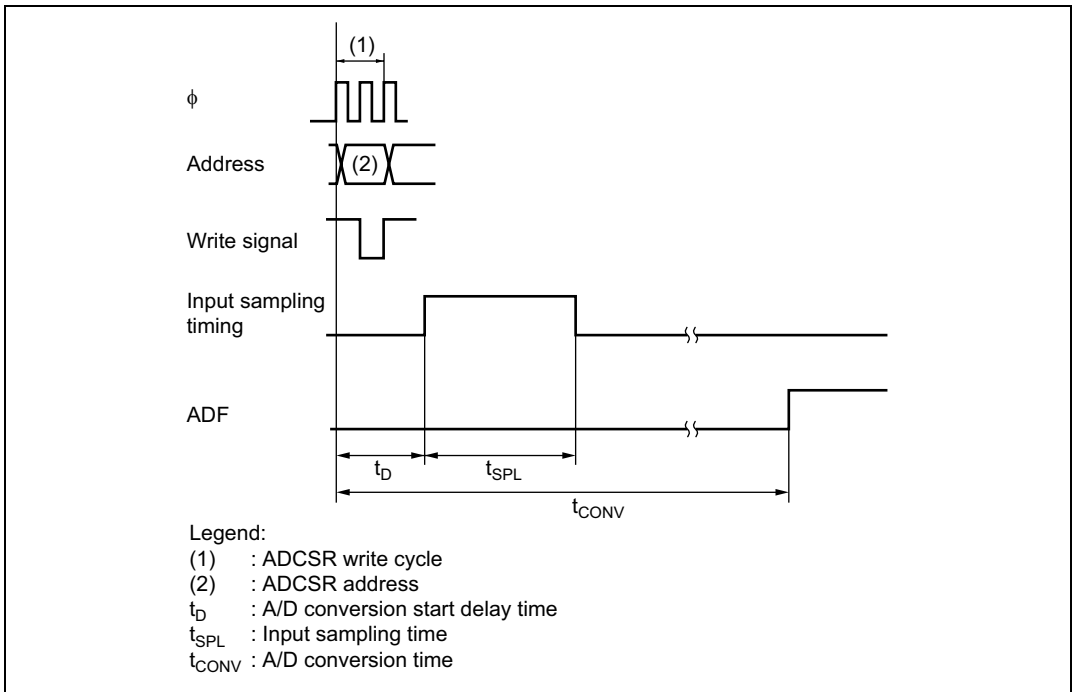 (1)
ϕ
Address
(2)
Write signal
Input sampling
timing
ADF
tD
tSPL
tCONV
Legend:
(1) : ADCSR write cycle
(2) : ADCSR address
tD : A/D conversion start delay time
tSPL : Input sampling time
tCONV : A/D conversion time